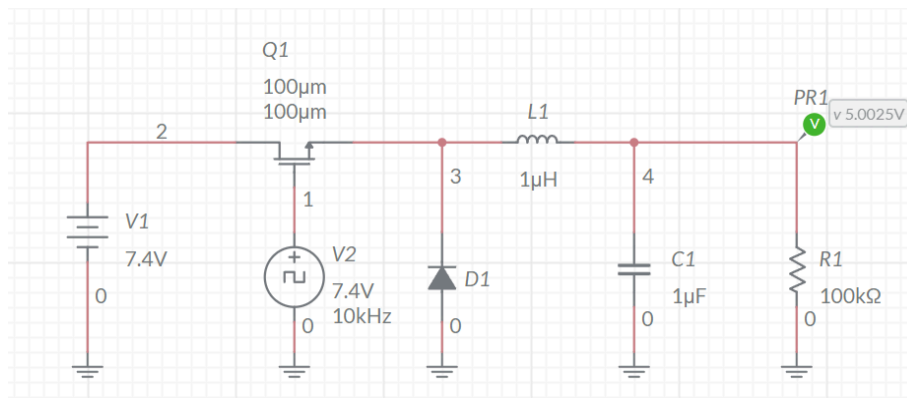 Q1
100µm
100µm
2
L1
1µH
PR1
V
v 5.0025V
3
4
1
V1
7.4V
V2
7.4V
10kHz
D1
C1
1µF
R1
100kΩ
0
0
0
0
0